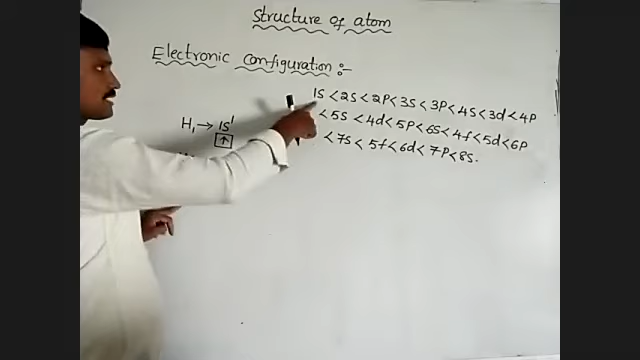 Structure of atom
Electronic configuration :-
1s < 2s < 2p < 3s < 3p < 4s < 3d < 4p
< 5s < 4d < 5p < 6s < 4f < 5d < 6p
< 7s < 5f < 6d < 7p < 8s.
H₁ → 1s¹
↑